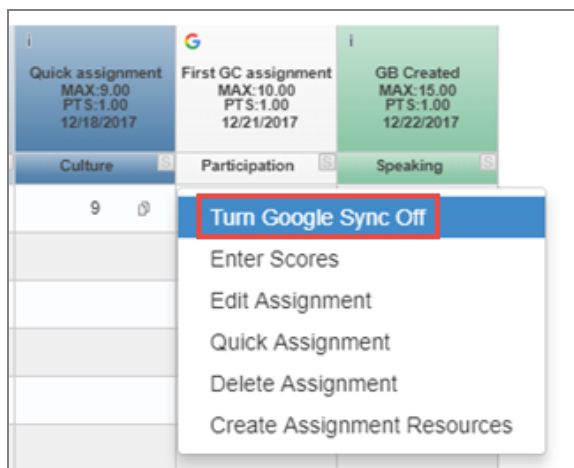 i
G
i
Quick assignment
MAX:9.00
PTS:1.00
12/18/2017
First GC assignment
MAX:10.00
PTS:1.00
12/21/2017
GB Created
MAX:15.00
PTS:1.00
12/22/2017
Culture S
Participation S
Speaking S
9
Turn Google Sync Off
Enter Scores
Edit Assignment
Quick Assignment
Delete Assignment
Create Assignment Resources